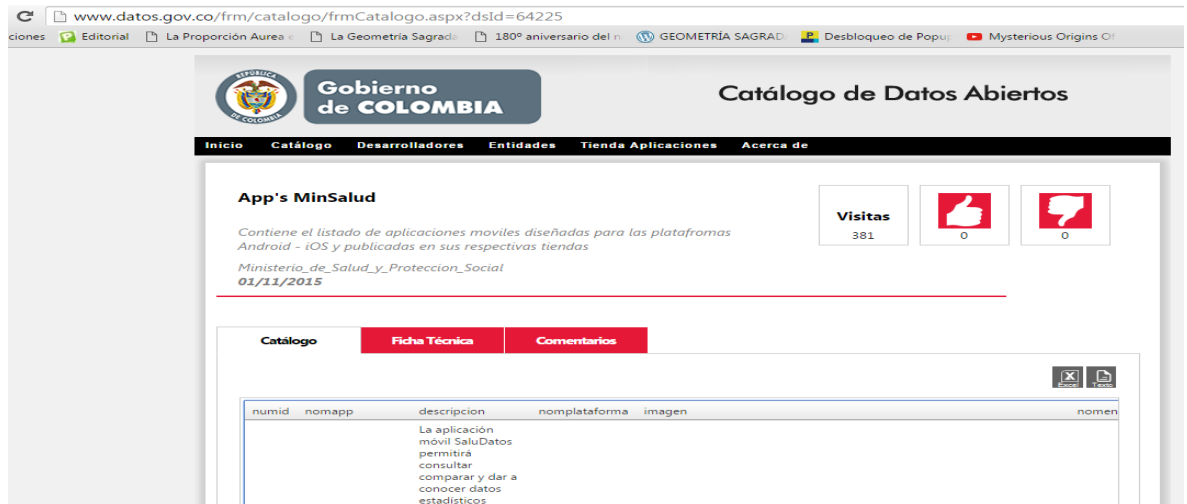 www.datos.gov.co/frm/catalogo/frmCatalogo.aspx?dsId=64225
ciones Editorial La Proporción Aurea La Geometría Sagrada 180º aniversario del n GEOMETRÍA SAGRAD Desbloqueo de Popup Mysterious Origins Of
REPÚBLICA
DE COLOMBIA
Gobierno
de COLOMBIA
Catálogo de Datos Abiertos
Inicio Catálogo Desarrolladores Entidades Tienda Aplicaciones Acerca de
App's MinSalud
Contiene el listado de aplicaciones moviles diseñadas para las platafromas
Android - iOS y publicadas en sus respectivas tiendas
Ministerio_de_Salud_y_Proteccion_Social
01/11/2015
Visitas
381
0
0
Catálogo Ficha Técnica Comentarios
Excel Texto
numid nomapp descripcion nomplataforma imagen nomen
La aplicación
móvil SaluDatos
permitirá
consultar
comparar y dar a
conocer datos
estadísticos